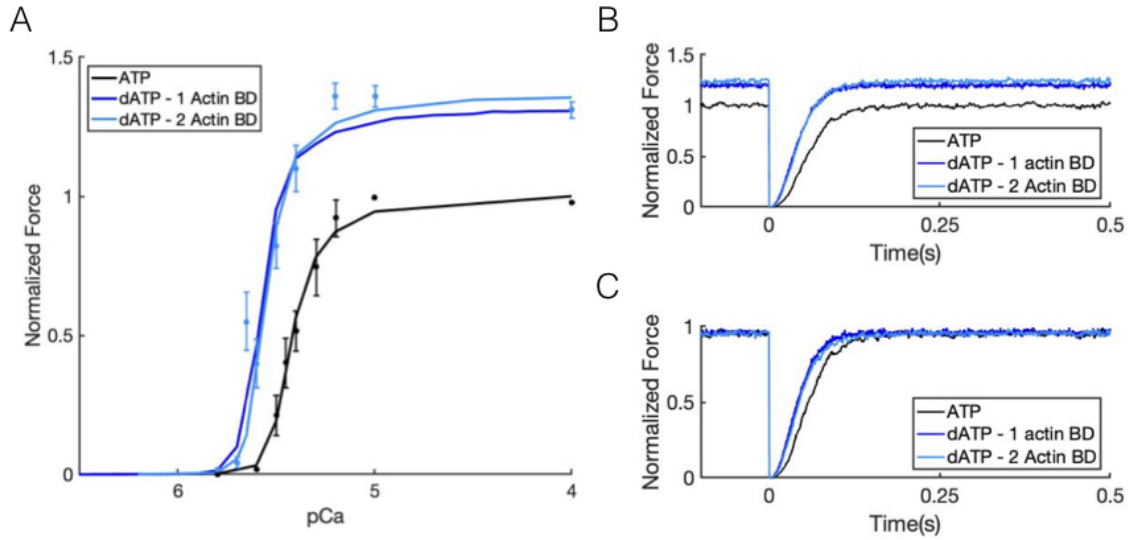 A
Normalized Force
1.5
1
0.5
0
6
5
4
pCa
ATP
dATP - 1 Actin BD
dATP - 2 Actin BD
B
Normalized Force
1.5
1
0.5
0
0
0.25
0.5
Time(s)
ATP
dATP - 1 actin BD
dATP - 2 Actin BD
C
Normalized Force
1
0.5
0
0
0.25
0.5
Time(s)
ATP
dATP - 1 actin BD
dATP - 2 Actin BD